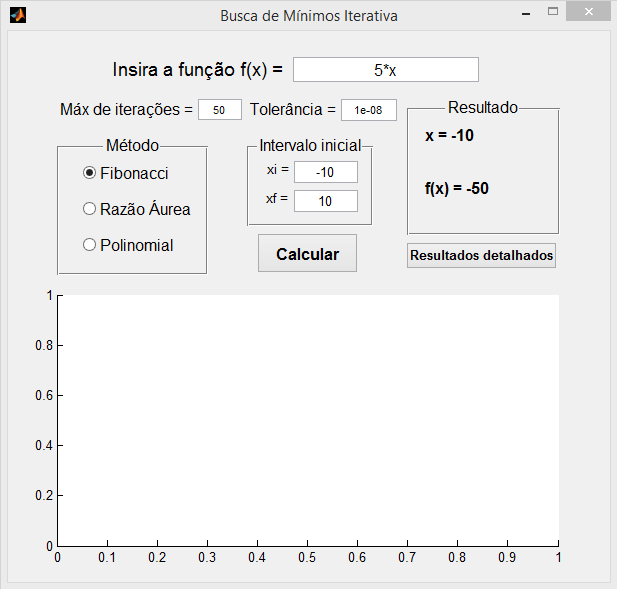 Busca de Mínimos Iterativa
Insira a função f(x) = 5*x
Máx de iterações = 50 Tolerância = 1e-08
Método
Fibonacci
Razão Áurea
Polinomial
Intervalo inicial
xi = -10
xf = 10
Calcular
Resultado
x = -10
f(x) = -50
Resultados detalhados
1
0.8
0.6
0.4
0.2
0
0 0.1 0.2 0.3 0.4 0.5 0.6 0.7 0.8 0.9 1